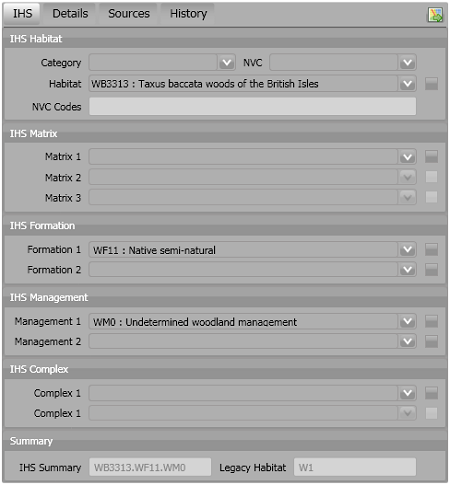 IHS Details Sources History
IHS Habitat
Category NVC
Habitat WB3313 : Taxus baccata woods of the British Isles
NVC Codes
IHS Matrix
Matrix 1
Matrix 2
Matrix 3
IHS Formation
Formation 1 WF11 : Native semi-natural
Formation 2
IHS Management
Management 1 WM0 : Undetermined woodland management
Management 2
IHS Complex
Complex 1
Complex 1
Summary
IHS Summary WB3313.WF11.WM0 Legacy Habitat W1